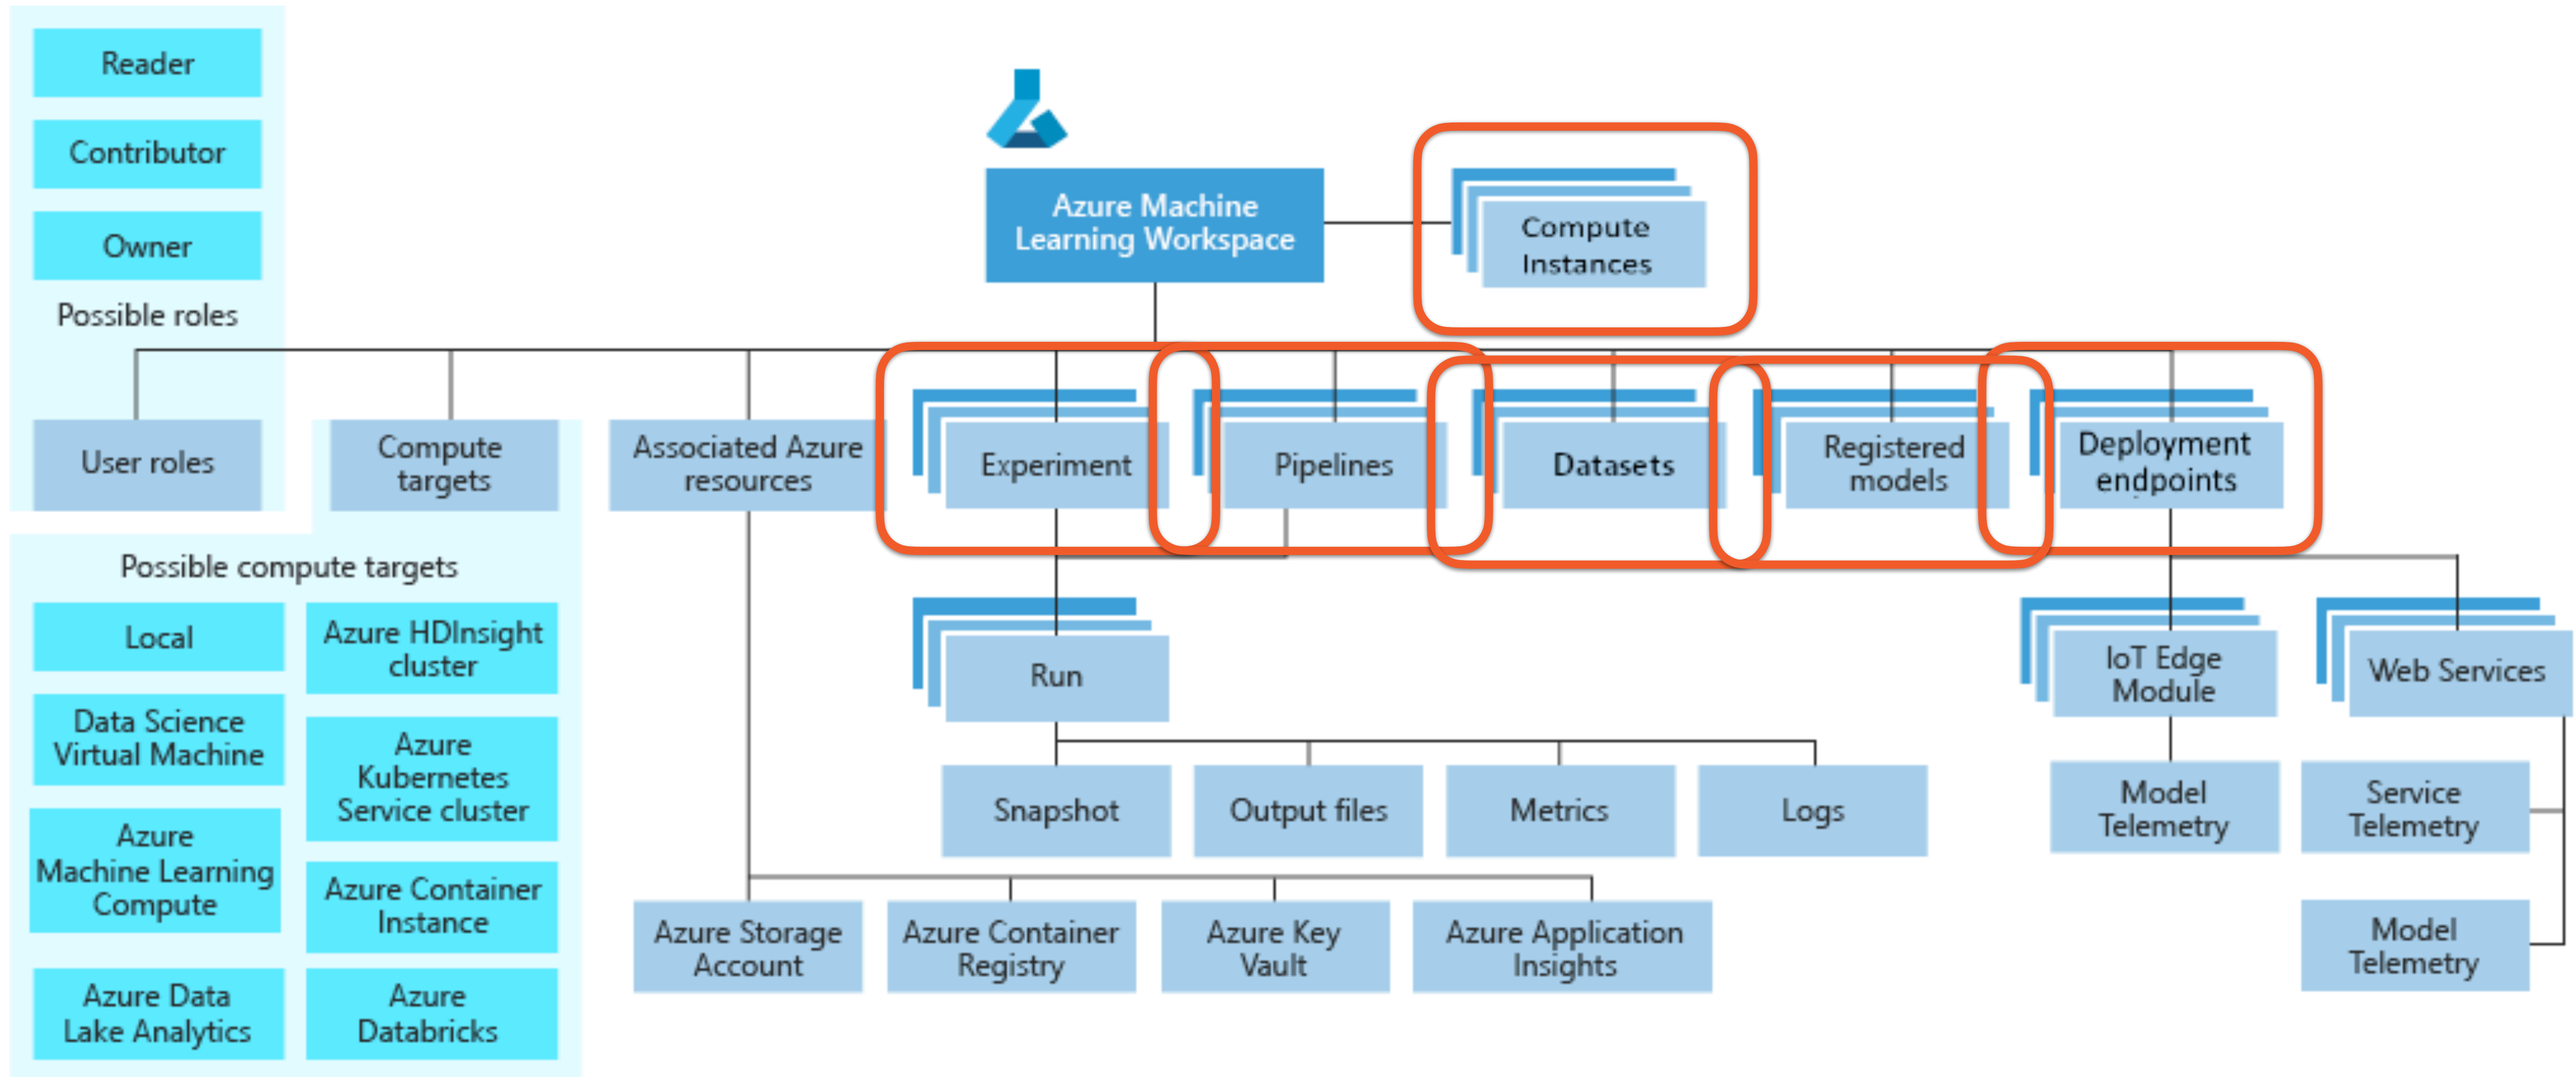 Reader
Contributor
Owner
Possible roles
Azure Machine
Learning Workspace
Compute
Instances
User roles
Compute
targets
Associated Azure
resources
Experiment
Pipelines
Datasets
Registered
models
Deployment
endpoints
Possible compute targets
Local
Azure HDInsight
cluster
Data Science
Virtual Machine
Azure
Kubernetes
Service cluster
Azure
Machine Learning
Compute
Azure Container
Instance
Azure Data
Lake Analytics
Azure
Databricks
Run
IoT Edge
Module
Web Services
Snapshot
Output files
Metrics
Logs
Model
Telemetry
Service
Telemetry
Azure Storage
Account
Azure Container
Registry
Azure Key
Vault
Azure Application
Insights
Model
Telemetry